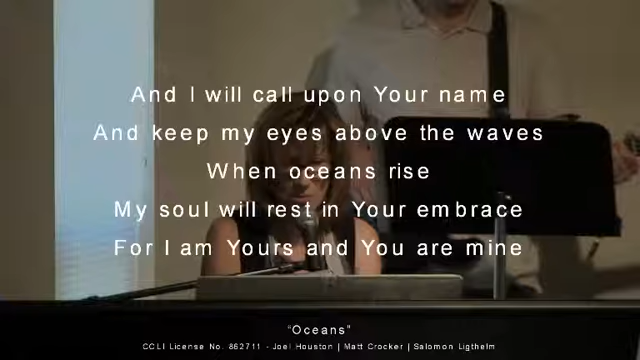 And I will call upon Your name
And keep my eyes above the waves
When oceans rise
My soul will rest in Your embrace
For I am Yours and You are mine
"Oceans"
CCLI License No. 862711 - Joel Houston | Matt Crocker | Salomon Ligthelm